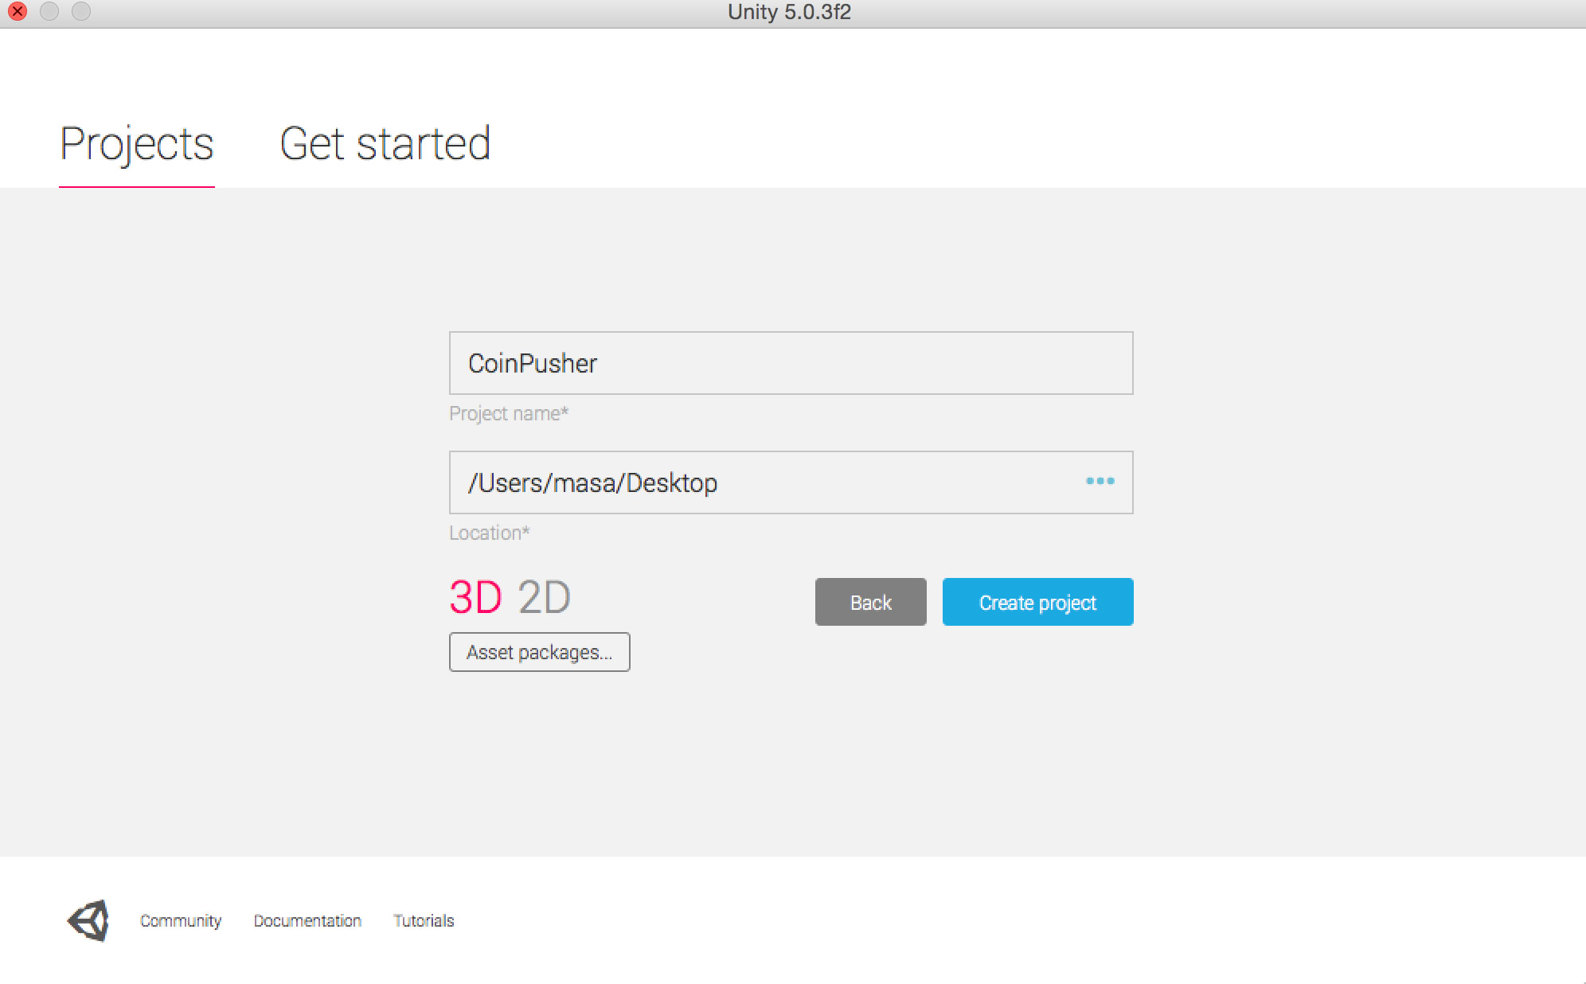 Unity 5.0.3f2
Projects Get started
CoinPusher
Project name*
/Users/masa/Desktop
Location*
3D 2D Back Create project
Asset packages...
Community Documentation Tutorials